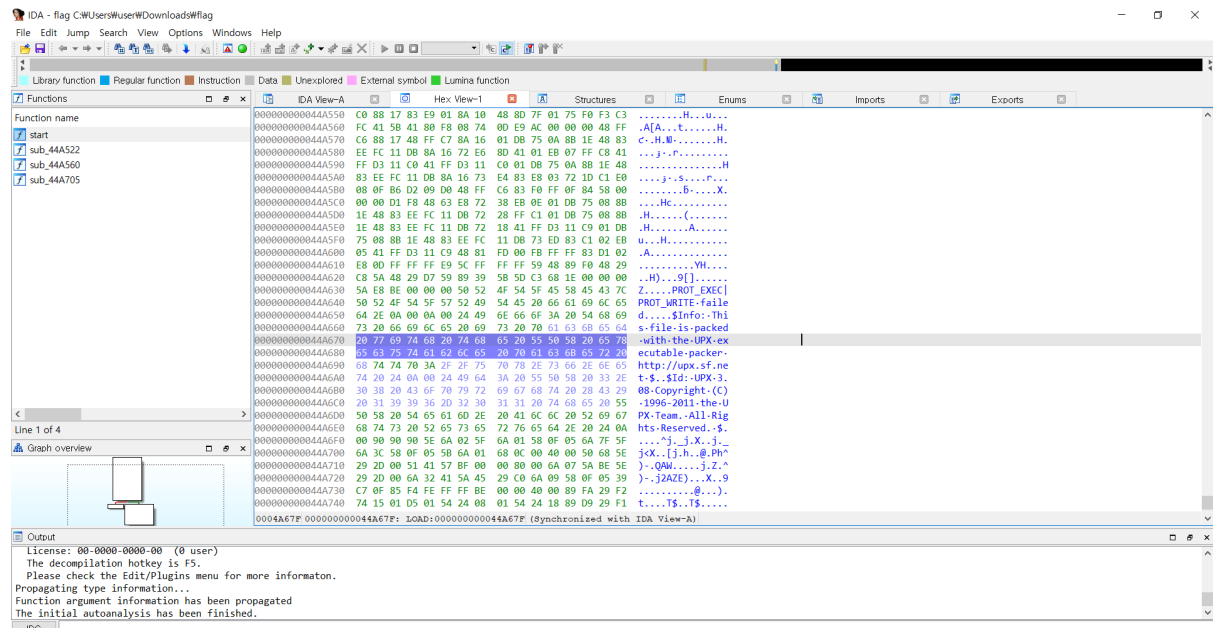 IDA - flag C:₩Users₩user₩Downloads₩flag
File Edit Jump Search View Options Windows Help
Library function Regular function Instruction Data Unexplored External symbol Lumina function
Functions
Function name
start
sub_44A522
sub_44A560
sub_44A705
Line 1 of 4
Graph overview
IDA View-A Hex View-1 Structures Enums Imports Exports
000000000044A550 C0 88 17 83 E9 01 8A 10 48 8D 7F 01 75 F0 F3 C3 ........H...u...
000000000044A560 FC 41 5B 41 80 F8 08 74 0D E9 AC 00 00 00 48 FF .A[A...t......H.
000000000044A570 C6 88 17 48 FF C7 8A 16 01 DB 75 0A 8B 1E 48 83
000000000044A580 EE FC 11 DB 8A 16 72 E6 8D 41 01 EB 07 FF C8 41
000000000044A590 FF D3 11 C0 41 FF D3 11 C0 01 DB 75 0A 8B 1E 48 ...............H
000000000044A5A0 83 EE FC 11 DB 8A 16 73 E4 83 E8 03 72 1D C1 E0
000000000044A5B0 08 0F B6 D2 09 D0 48 FF C6 83 F0 FF 0F 84 58 00
000000000044A5C0 00 00 D1 F8 48 63 E8 72 38 EB 0E 01 DB 75 08 8B ....Hc..........
000000000044A5D0 1E 48 83 EE FC 11 DB 72 28 FF C1 01 DB 75 08 8B .H......(.......
000000000044A5E0 1E 48 83 EE FC 11 DB 72 18 41 FF D3 11 C9 01 DB .H.......A......
000000000044A5F0 75 08 8B 1E 48 83 EE FC 11 DB 73 ED 83 C1 02 EB u...H...........
000000000044A600 05 41 FF D3 11 C9 48 81 FD 00 FB FF FF 83 D1 02 .A..............
000000000044A610 E8 0D FF FF FF E9 5C FF FF FF 59 48 89 F0 48 29 ..........YH....
000000000044A620 C8 5A 48 29 D7 59 89 39 5B 5D C3 68 1E 00 00 00 ..H)...9[]......
000000000044A630 5A E8 BE 00 00 00 50 52 4F 54 5F 45 58 45 43 7C Z.....PROT_EXEC|
000000000044A640 50 52 4F 54 5F 57 52 49 54 45 20 66 61 69 6C 65 PROT_WRITE·faile
000000000044A650 64 2E 0A 00 0A 00 24 49 6E 66 6F 3A 20 54 68 69 d.....$Info:·Thi
000000000044A660 73 20 66 69 6C 65 20 69 73 20 70 61 63 6B 65 64 s·file·is·packed
000000000044A670 20 77 69 74 68 20 74 68 65 20 55 50 58 20 65 78 ·with·the·UPX·ex
000000000044A680 65 63 75 74 61 62 6C 65 20 70 61 63 6B 65 72 20 ecutable·packer·
000000000044A690 68 74 74 70 3A 2F 2F 75 70 78 2E 73 66 2E 6E 65 http://upx.sf.ne
000000000044A6A0 74 20 24 0A 00 24 49 64 3A 20 55 50 58 20 33 2E t·$..$Id:·UPX·3.
000000000044A6B0 30 38 20 43 6F 70 79 72 69 67 68 74 20 28 43 29 08·Copyright·(C)
000000000044A6C0 20 31 39 39 36 2D 32 30 31 31 20 74 68 65 20 55 ·1996-2011·the·U
000000000044A6D0 50 58 20 54 65 61 6D 2E 20 41 6C 6C 20 52 69 67 PX·Team.·All·Rig
000000000044A6E0 68 74 73 20 52 65 73 65 72 76 65 64 2E 20 24 0A hts·Reserved.·$.
000000000044A6F0 00 90 90 90 5E 6A 02 5F 6A 01 58 0F 05 6A 7F 5F ....^j._j.X..j._
000000000044A700 6A 3C 58 0F 05 5B 6A 01 68 0C 00 40 00 50 68 5E j<X..[j.h..@.Ph^
000000000044A710 29 2D 00 51 41 57 BF 00 00 80 00 6A 07 5A BE 5E )-.QAW.....j.Z.^
000000000044A720 29 2D 00 6A 32 41 5A 45 29 C0 6A 09 58 0F 05 39 )-.j2AZE)...X..9
000000000044A730 C7 0F 85 F4 FE FF FF BE 00 00 40 00 89 FA 29 F2 ..........@...).
000000000044A740 74 15 01 D5 01 54 24 08 01 54 24 18 89 D9 29 F1 t....T$..T$.....
0004A67F 000000000044A67F: LOAD:000000000044A67F (Synchronized with IDA View-A)
Output
License: 00-0000-0000-00 (0 user)
The decompilation hotkey is F5.
Please check the Edit/Plugins menu for more informaton.
Propagating type information...
Function argument information has been propagated
The initial autoanalysis has been finished.
IDC